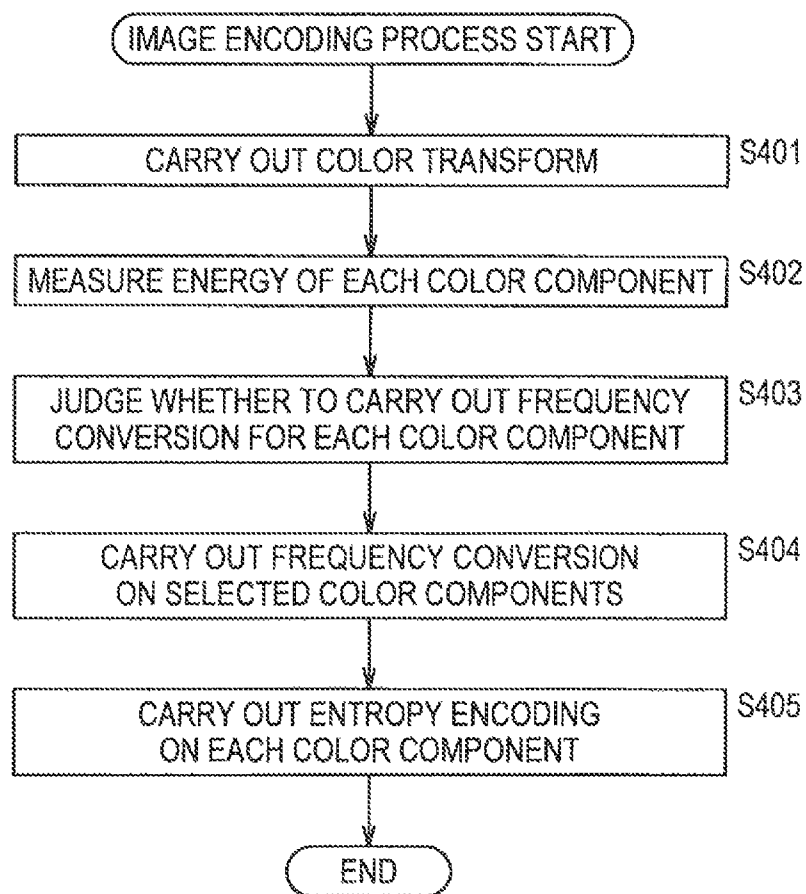 IMAGE ENCODING PROCESS START
CARRY OUT COLOR TRANSFORM
S401
MEASURE ENERGY OF EACH COLOR COMPONENT
S402
JUDGE WHETHER TO CARRY OUT FREQUENCY
CONVERSION FOR EACH COLOR COMPONENT
S403
CARRY OUT FREQUENCY CONVERSION
ON SELECTED COLOR COMPONENTS
S404
CARRY OUT ENTROPY ENCODING
ON EACH COLOR COMPONENT
S405
END